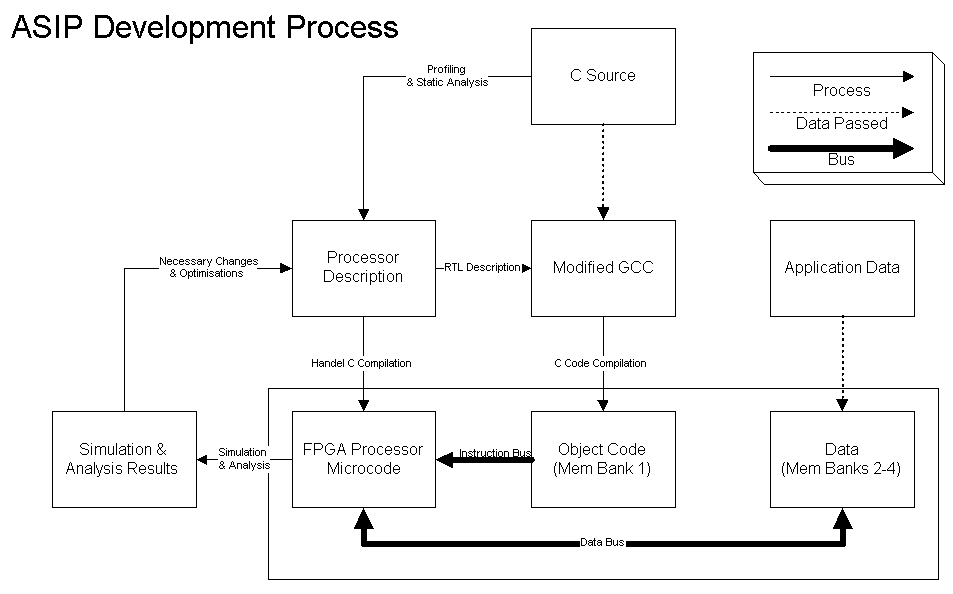 ASIP Development Process
Profiling
& Static Analysis
C Source
Process
Data Passed
Bus
Necessary Changes
& Optimisations
Processor
Description
RTL Description
Modified GCC
Application Data
Handel C Compilation
C Code Compilation
Simulation &
Analysis Results
Simulation
& Analysis
FPGA Processor
Microcode
Instruction Bus
Object Code
(Mem Bank 1)
Data
(Mem Banks 2-4)
Data Bus